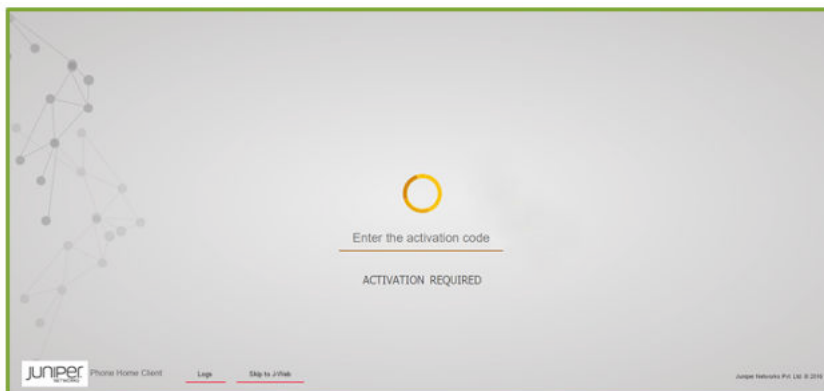 Enter the activation code
ACTIVATION REQUIRED
JUNIPER NETWORKS Phone Home Client Logs Skip to J-Web Juniper Networks Pvt. Ltd. © 2016